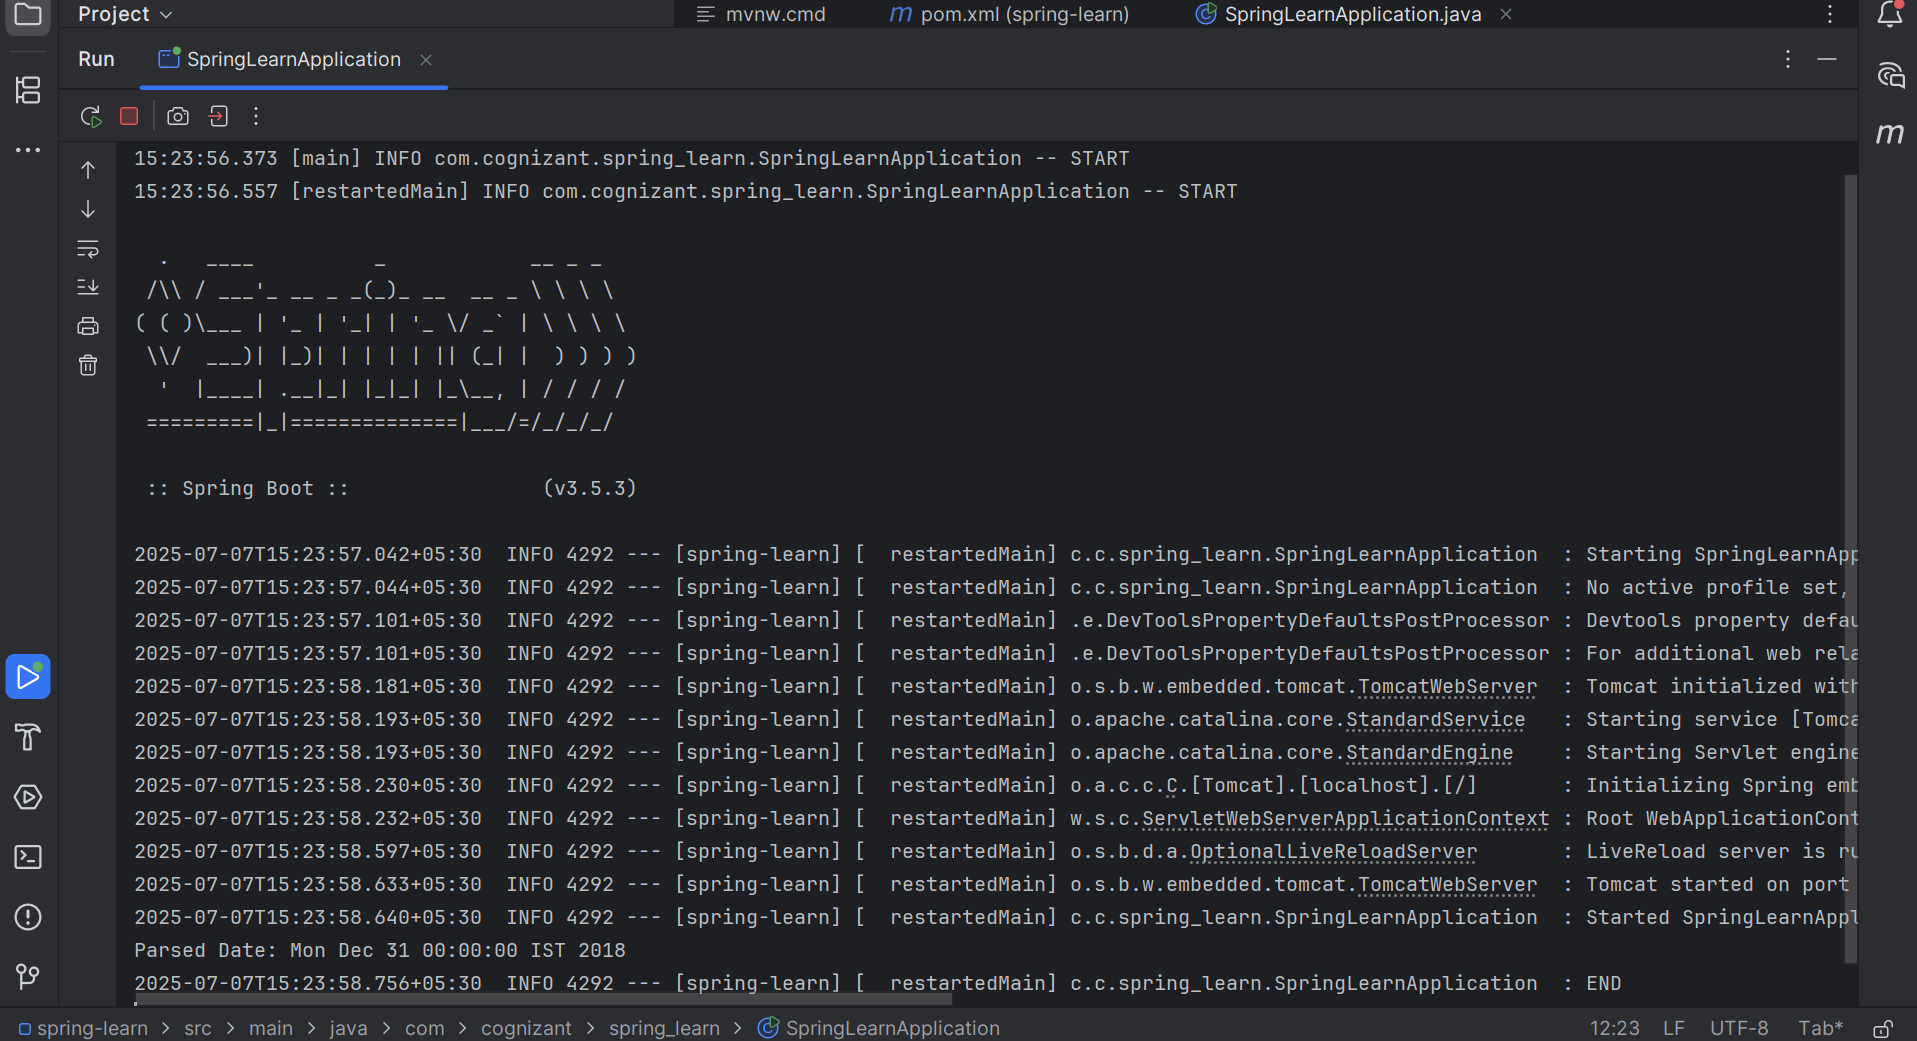 Project
mvnw.cmd
pom.xml (spring-learn)
SpringLearnApplication.java
Run
SpringLearnApplication
15:23:56.373 [main] INFO com.cognizant.spring_learn.SpringLearnApplication -- START
15:23:56.557 [restartedMain] INFO com.cognizant.spring_learn.SpringLearnApplication -- START
  .   ____          _            __ _ _
 /\\ / ___'_ __ _ _(_)_ __  __ _ \ \ \ \
( ( )\___ | '_ | '_| | '_ \/ _` | \ \ \ \
 \\/  ___)| |_)| | | | | || (_| |  ) ) ) )
  '  |____| .__|_| |_|_| |_\__, | / / / /
 =========|_|==============|___/=/_/_/_/
 :: Spring Boot ::                (v3.5.3)
2025-07-07T15:23:57.042+05:30  INFO 4292 --- [spring-learn] [  restartedMain] c.c.spring_learn.SpringLearnApplication  : Starting SpringLearnApp
2025-07-07T15:23:57.044+05:30  INFO 4292 --- [spring-learn] [  restartedMain] c.c.spring_learn.SpringLearnApplication  : No active profile set,
2025-07-07T15:23:57.101+05:30  INFO 4292 --- [spring-learn] [  restartedMain] .e.DevToolsPropertyDefaultsPostProcessor : Devtools property defau
2025-07-07T15:23:57.101+05:30  INFO 4292 --- [spring-learn] [  restartedMain] .e.DevToolsPropertyDefaultsPostProcessor : For additional web rela
2025-07-07T15:23:58.181+05:30  INFO 4292 --- [spring-learn] [  restartedMain] o.s.b.w.embedded.tomcat.TomcatWebServer  : Tomcat initialized with
2025-07-07T15:23:58.193+05:30  INFO 4292 --- [spring-learn] [  restartedMain] o.apache.catalina.core.StandardService   : Starting service [Tomca
2025-07-07T15:23:58.193+05:30  INFO 4292 --- [spring-learn] [  restartedMain] o.apache.catalina.core.StandardEngine    : Starting Servlet engine
2025-07-07T15:23:58.230+05:30  INFO 4292 --- [spring-learn] [  restartedMain] o.a.c.c.C.[Tomcat].[localhost].[/]       : Initializing Spring emb
2025-07-07T15:23:58.232+05:30  INFO 4292 --- [spring-learn] [  restartedMain] w.s.c.ServletWebServerApplicationContext : Root WebApplicationCont
2025-07-07T15:23:58.597+05:30  INFO 4292 --- [spring-learn] [  restartedMain] o.s.b.d.a.OptionalLiveReloadServer       : LiveReload server is ru
2025-07-07T15:23:58.633+05:30  INFO 4292 --- [spring-learn] [  restartedMain] o.s.b.w.embedded.tomcat.TomcatWebServer  : Tomcat started on port
2025-07-07T15:23:58.640+05:30  INFO 4292 --- [spring-learn] [  restartedMain] c.c.spring_learn.SpringLearnApplication  : Started SpringLearnAppl
Parsed Date: Mon Dec 31 00:00:00 IST 2018
2025-07-07T15:23:58.756+05:30  INFO 4292 --- [spring-learn] [  restartedMain] c.c.spring_learn.SpringLearnApplication  : END
spring-learn > src > main > java > com > cognizant > spring_learn > SpringLearnApplication
12:23 LF UTF-8 Tab*